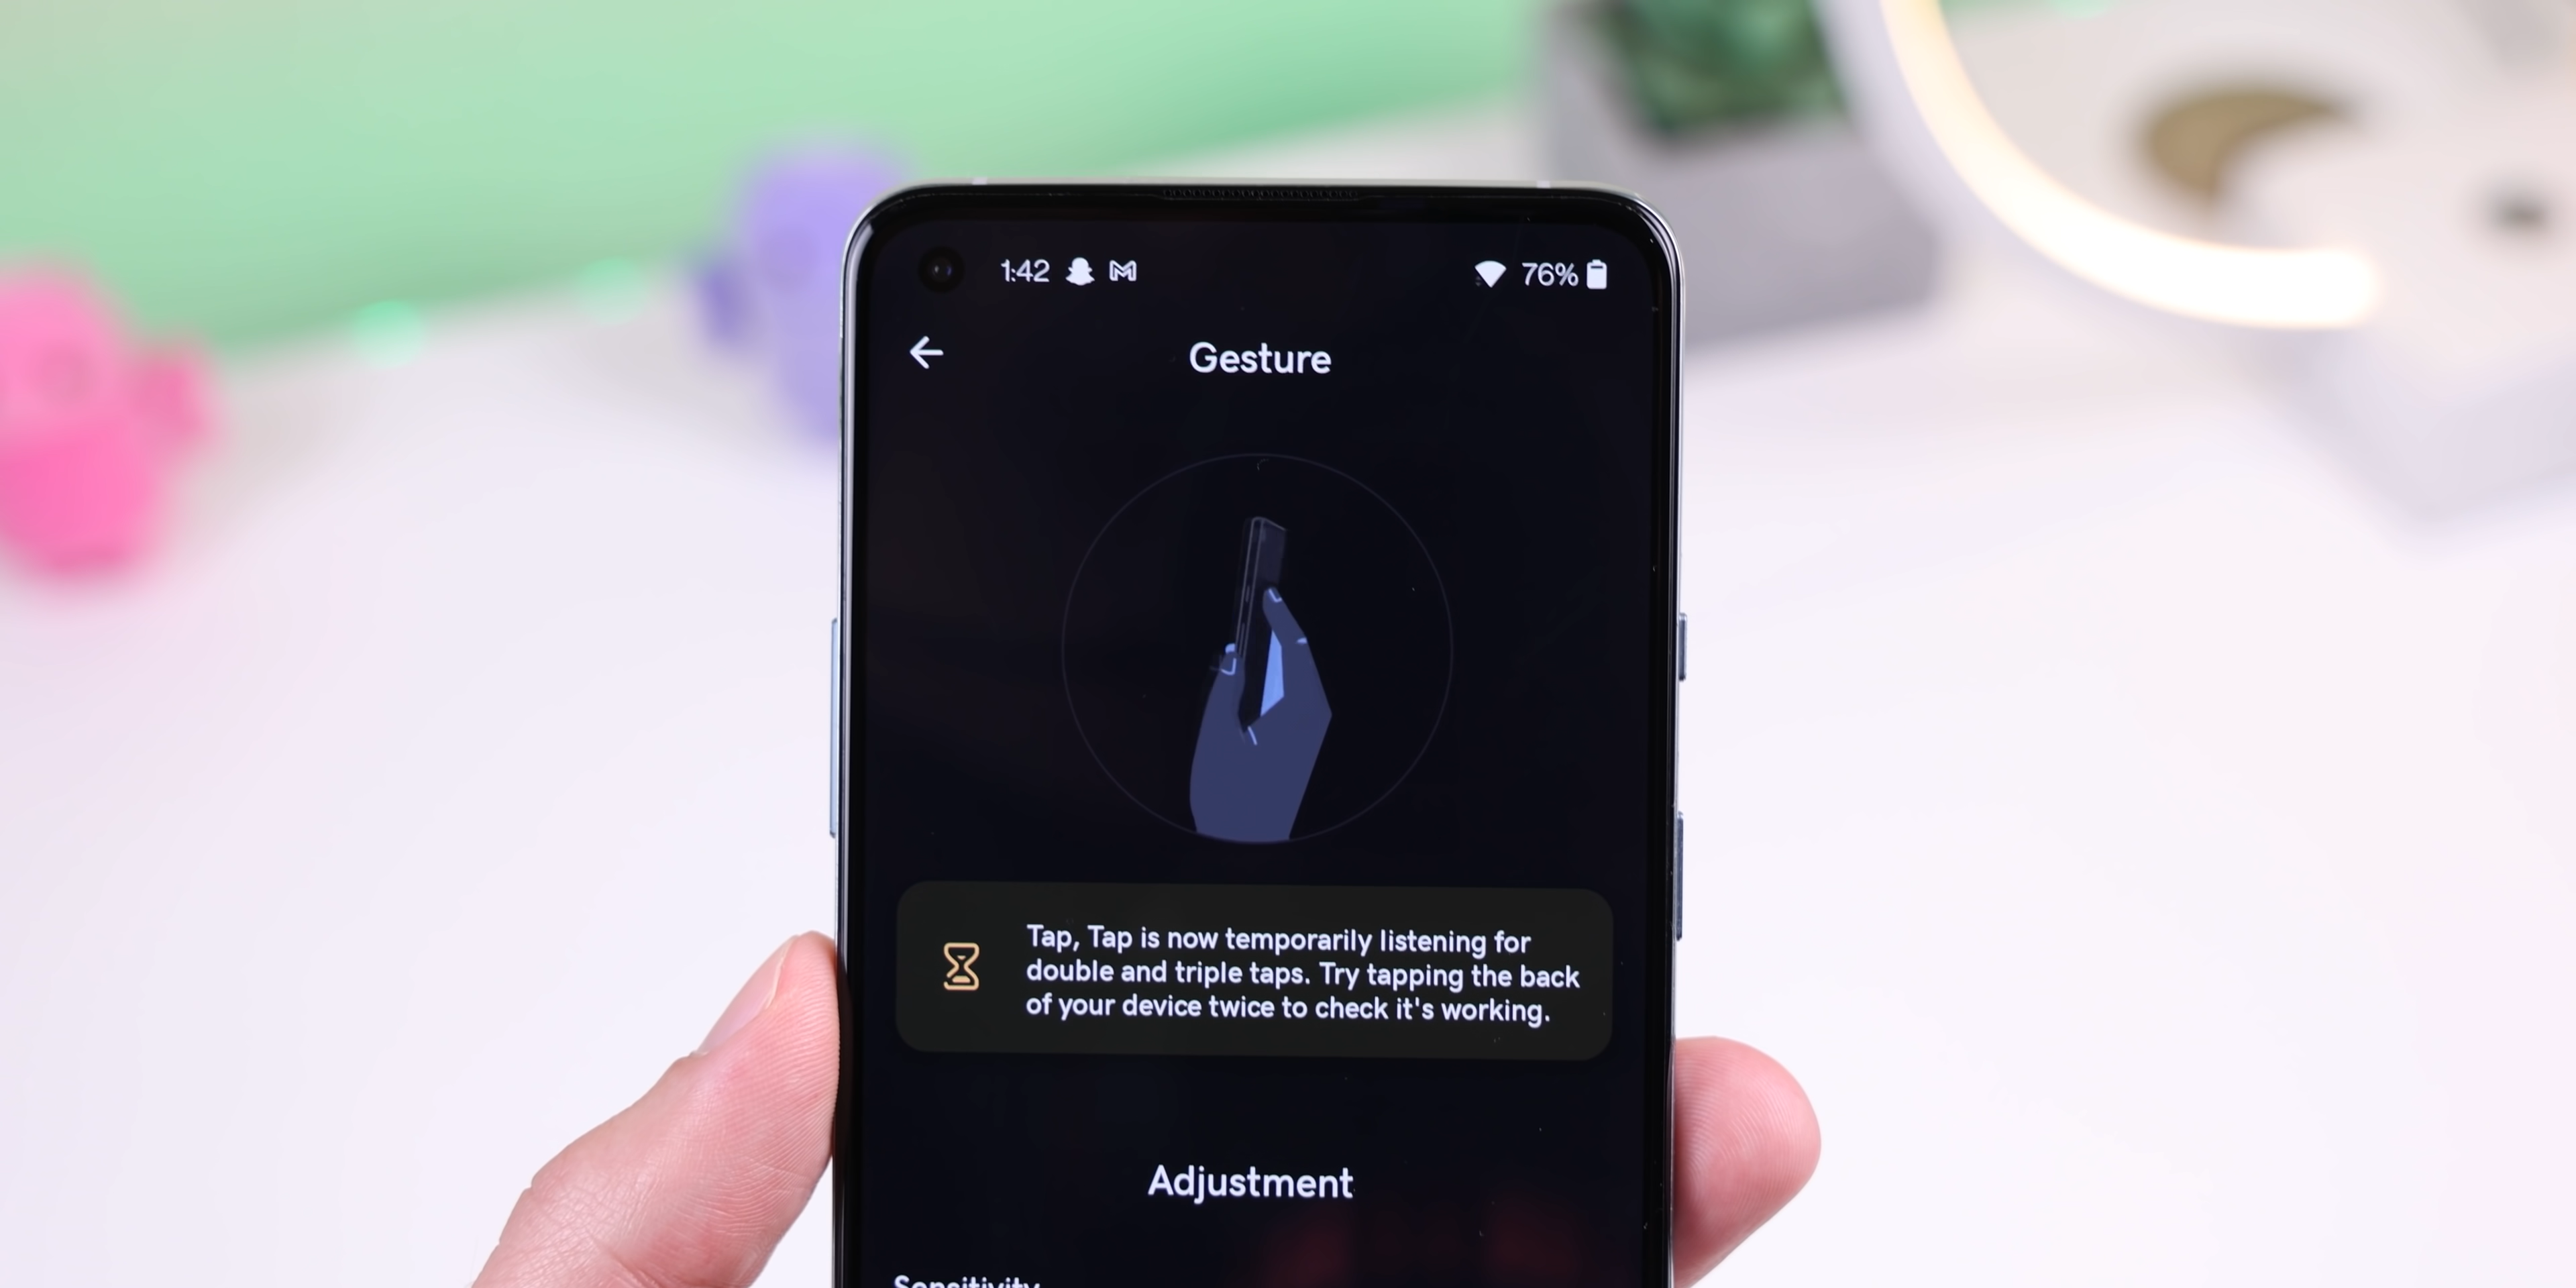 1:42
76%
Gesture
Tap, Tap is now temporarily listening for
double and triple taps. Try tapping the back
of your device twice to check it's working.
Adjustment
Sensitivity